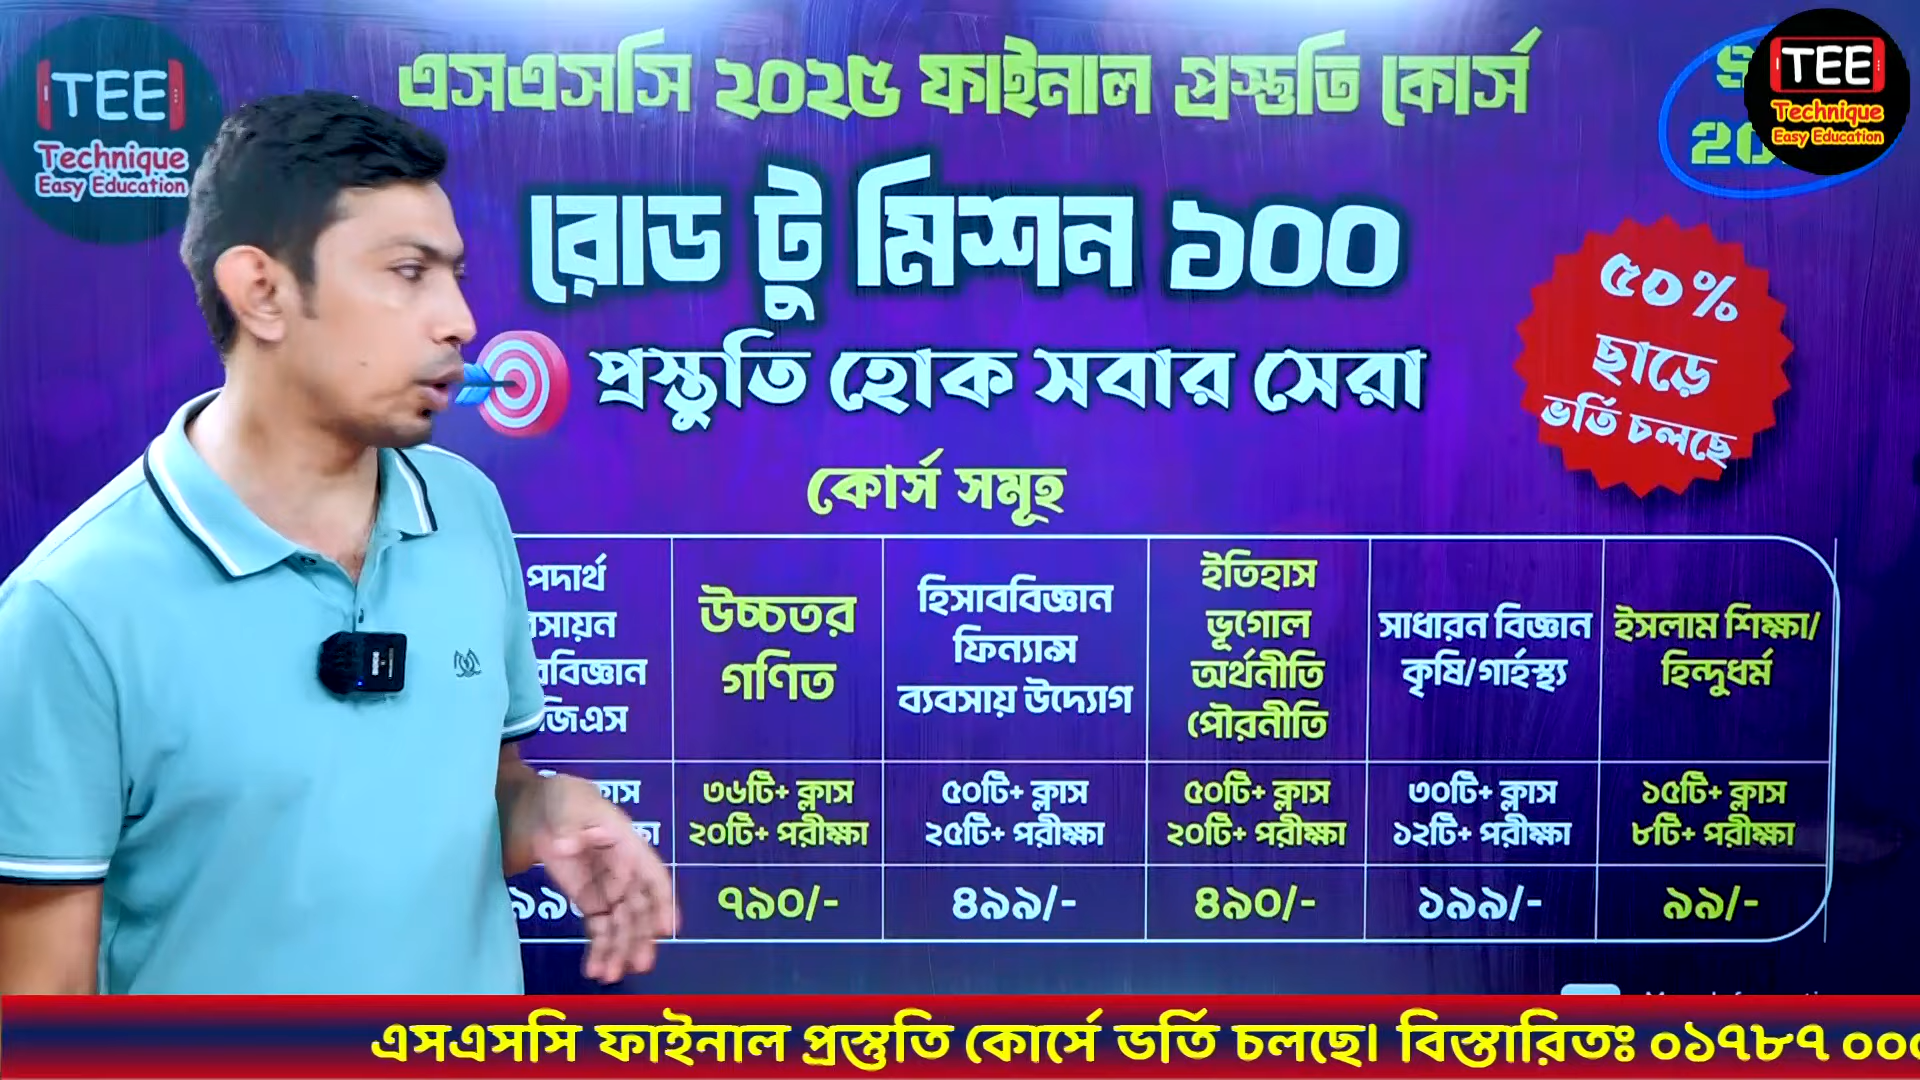 TEE
Technique
Easy Education
এসএসসি ২০২৫ ফাইনাল প্রস্তুতি কোর্স
TEE
Technique
Easy Education
রোড টু মিশন ১০০
৫০%
ছাড়ে
ভর্তি চলছে
প্রস্তুতি হোক সবার সেরা
কোর্স সমূহ
পদার্থ
উচ্চতর
গণিত
হিসাববিজ্ঞান
ফিন্যান্স
ব্যবসায় উদ্যোগ
ইতিহাস
ভূগোল
অর্থনীতি
পৌরনীতি
সাধারন বিজ্ঞান
কৃষি/গার্হস্থ্য
ইসলাম শিক্ষা/
হিন্দুধর্ম
৩৬টি+ ক্লাস
২০টি+ পরীক্ষা
৫০টি+ ক্লাস
২৫টি+ পরীক্ষা
৫০টি+ ক্লাস
২০টি+ পরীক্ষা
৩০টি+ ক্লাস
১২টি+ পরীক্ষা
১৫টি+ ক্লাস
৮টি+ পরীক্ষা
৭৯০/-
৪৯৯/-
৪৯০/-
১৯৯/-
৯৯/-
এসএসসি ফাইনাল প্রস্তুতি কোর্সে ভর্তি চলছে। বিস্তারিতঃ ০১৭৮৭ ০০০